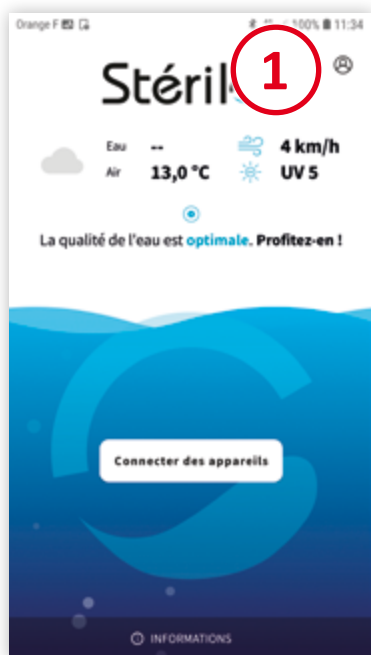 Orange F
100% 11:34
Stéril
1
Eau -- 4 km/h
Air 13,0 °C UV 5
La qualité de l'eau est optimale. Profitez-en !
Connecter des appareils
INFORMATIONS